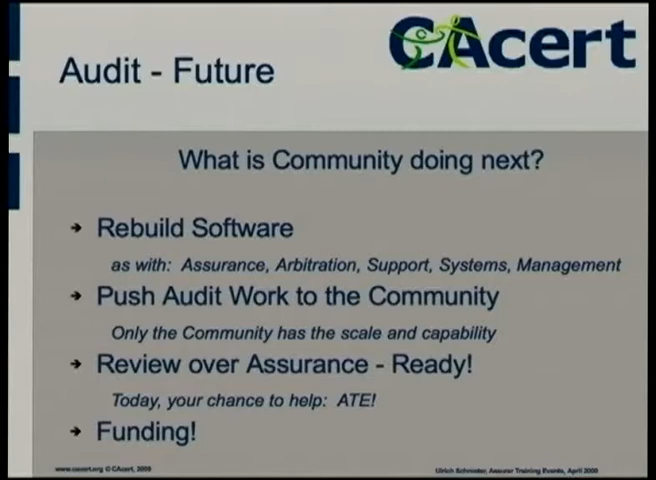 CAcert
Audit - Future
What is Community doing next?
Rebuild Software
as with: Assurance, Arbitration, Support, Systems, Management
Push Audit Work to the Community
Only the Community has the scale and capability
Review over Assurance - Ready!
Today, your chance to help: ATE!
Funding!
www.cacert.org © CAcert, 2009
Ulrich Schroeter, Assurer Training Events, April 2009